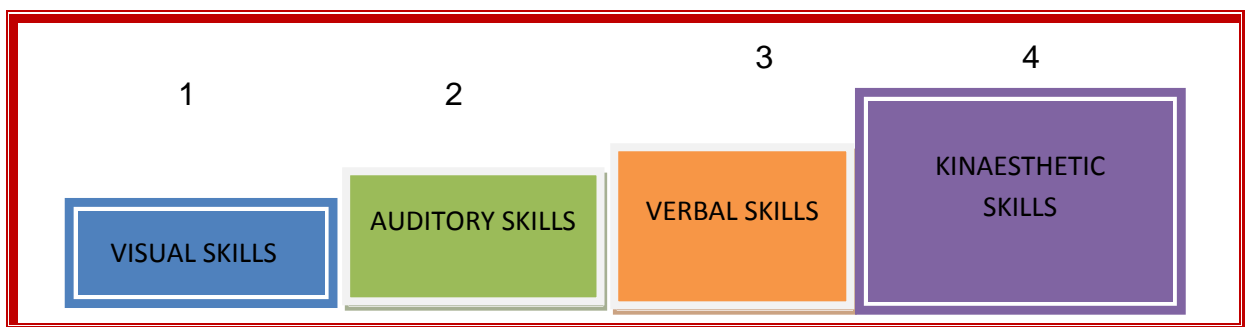 1
2
3
4
VISUAL SKILLS
AUDITORY SKILLS
VERBAL SKILLS
KINAESTHETIC
SKILLS